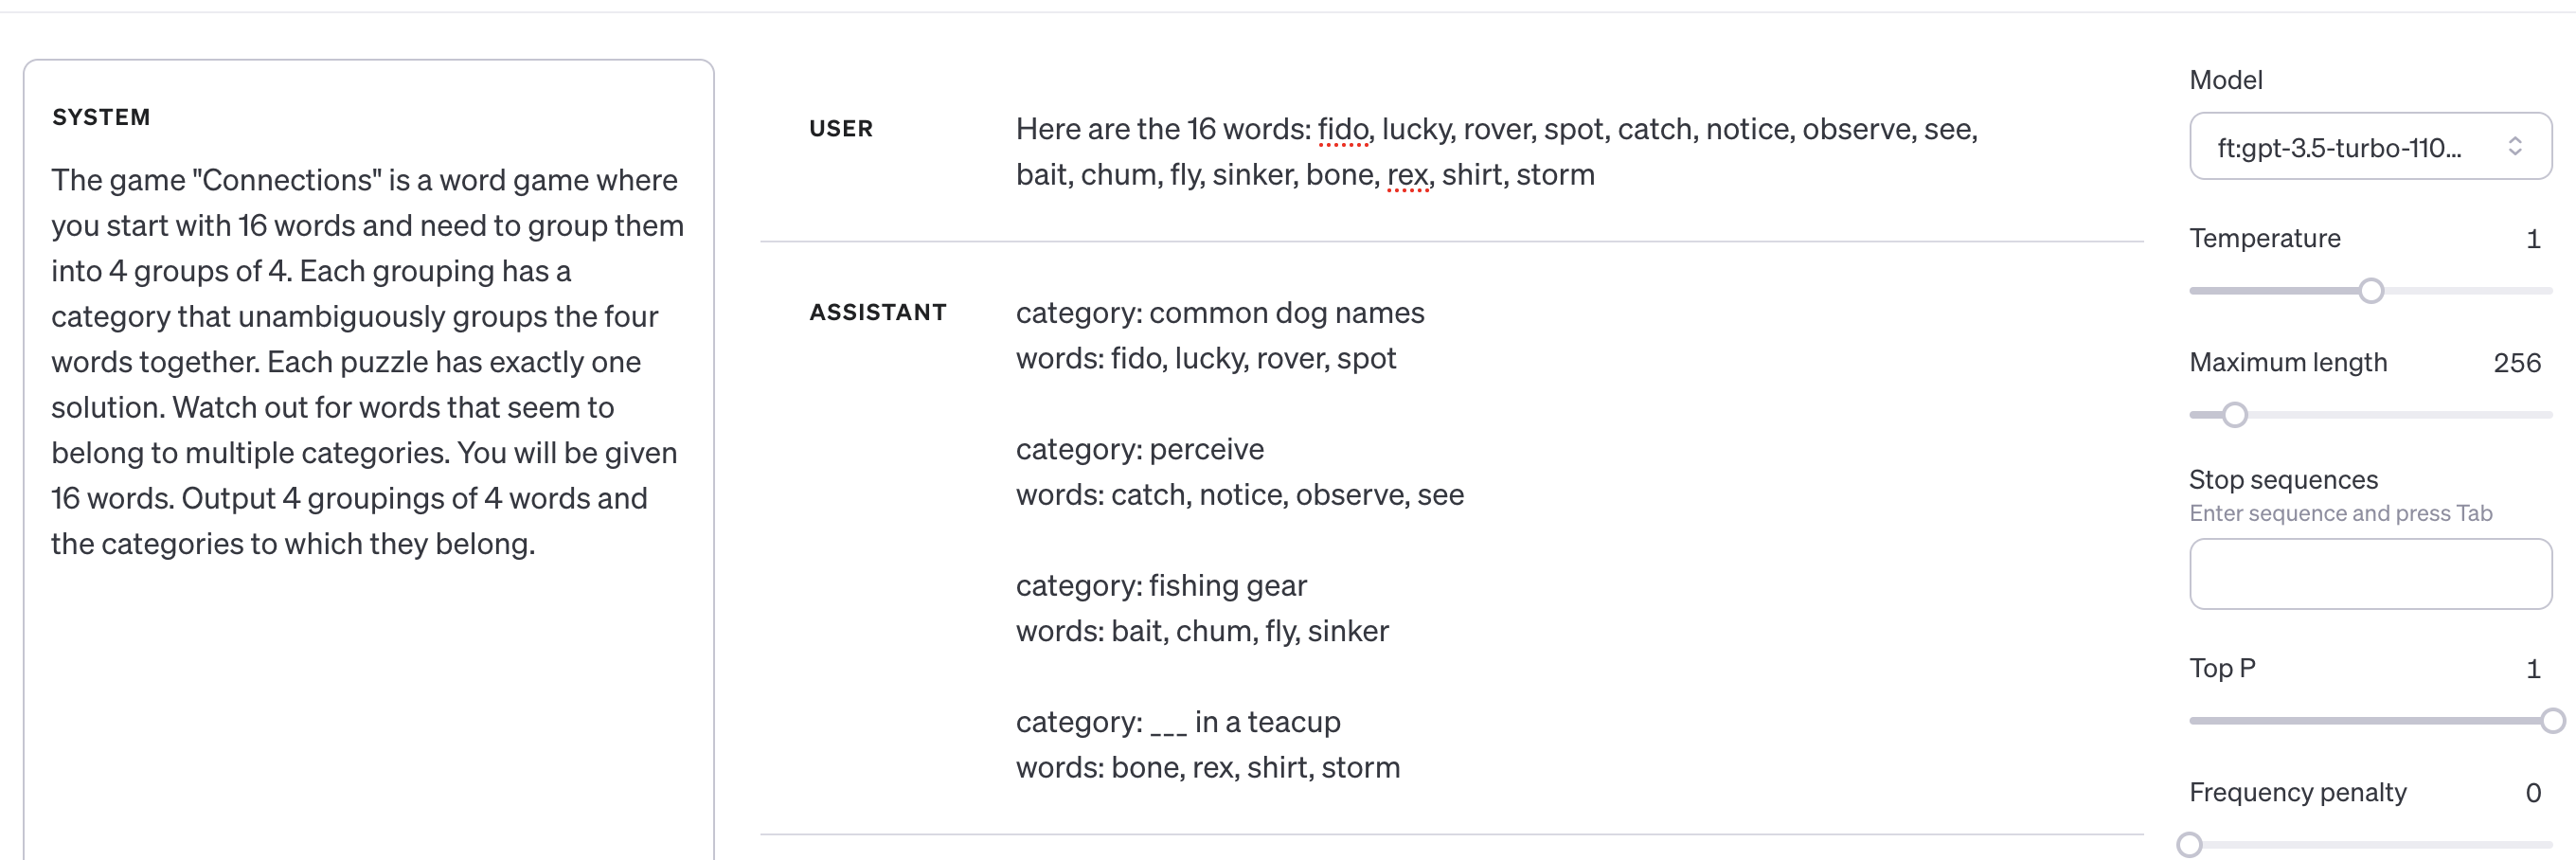 SYSTEM
The game "Connections" is a word game where
you start with 16 words and need to group them
into 4 groups of 4. Each grouping has a
category that unambiguously groups the four
words together. Each puzzle has exactly one
solution. Watch out for words that seem to
belong to multiple categories. You will be given
16 words. Output 4 groupings of 4 words and
the categories to which they belong.
USER
Here are the 16 words: fido, lucky, rover, spot, catch, notice, observe, see,
bait, chum, fly, sinker, bone, rex, shirt, storm
ASSISTANT
category: common dog names
words: fido, lucky, rover, spot
category: perceive
words: catch, notice, observe, see
category: fishing gear
words: bait, chum, fly, sinker
category: ___ in a teacup
words: bone, rex, shirt, storm
Model
ft:gpt-3.5-turbo-110...
Temperature 1
Maximum length 256
Stop sequences
Enter sequence and press Tab
Top P 1
Frequency penalty 0